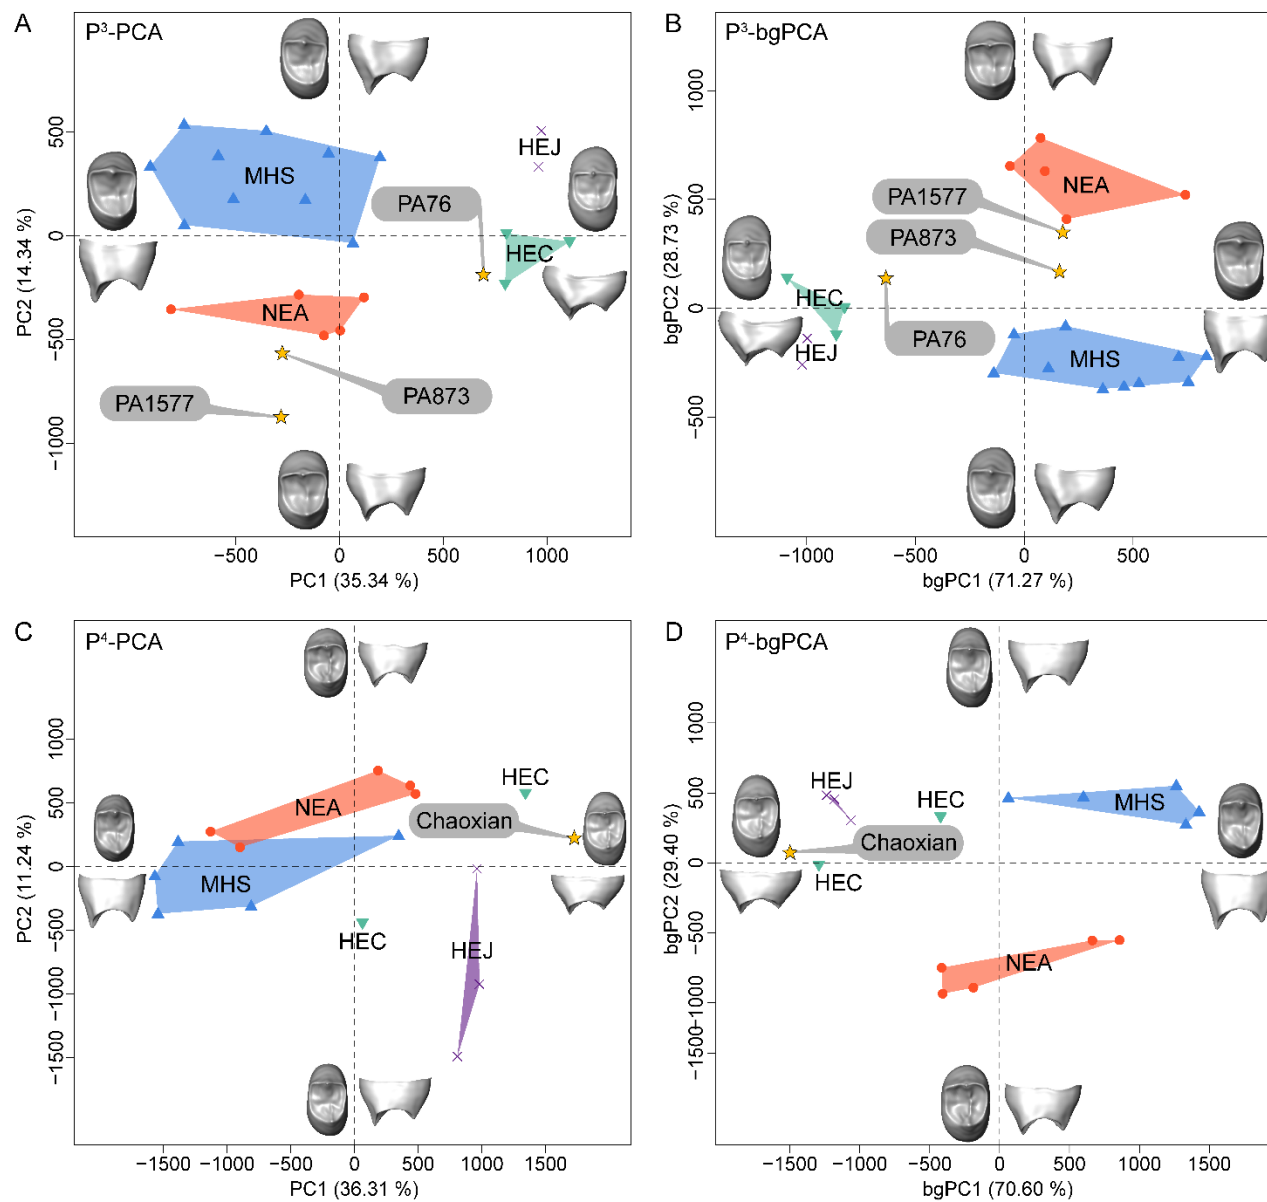 A
P³-PCA
500
0
−500
−1000
PC2 (14.34 %)
MHS
HEJ
PA76
HEC
NEA
PA873
PA1577
−500
0
500
1000
PC1 (35.34 %)
B
P³-bgPCA
1000
500
0
−500
bgPC2 (28.73 %)
NEA
PA1577
PA873
HEC
HEJ
PA76
MHS
−1000
−500
0
500
bgPC1 (71.27 %)
C
P⁴-PCA
1000
500
0
−500
−1000
−1500
PC2 (11.24 %)
HEC
NEA
Chaoxian
MHS
HEC
HEJ
−1500
−1000
−500
0
500
1000
1500
PC1 (36.31 %)
D
P⁴-bgPCA
1000
500
0
−500
−1000
−1500
bgPC2 (29.40 %)
HEJ
HEC
MHS
Chaoxian
HEC
NEA
−1500
−1000
−500
0
500
1000
1500
bgPC1 (70.60 %)